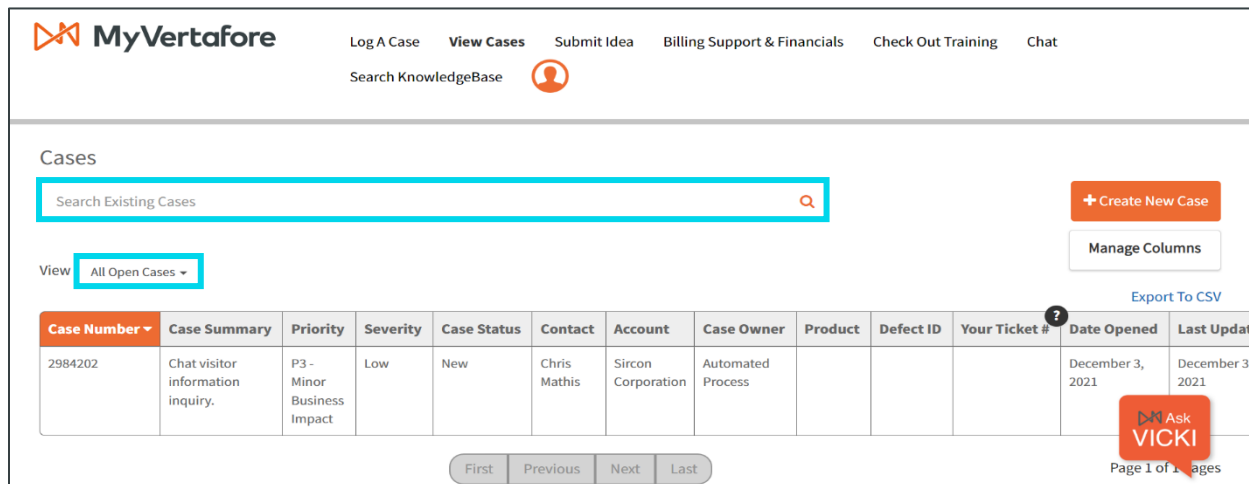 MyVertafore
Log A Case View Cases Submit Idea Billing Support & Financials Check Out Training Chat
Search KnowledgeBase
Cases
Search Existing Cases
+ Create New Case
Manage Columns
View All Open Cases
Export To CSV
Case Number Case Summary Priority Severity Case Status Contact Account Case Owner Product Defect ID Your Ticket # ? Date Opened Last Updat
2984202 Chat visitor P3 - Low New Chris Sircon Automated December 3, December 3
information Minor Mathis Corporation Process 2021 2021
inquiry. Business
Impact
Ask
VICKI
First Previous Next Last
Page 1 of 1 ages